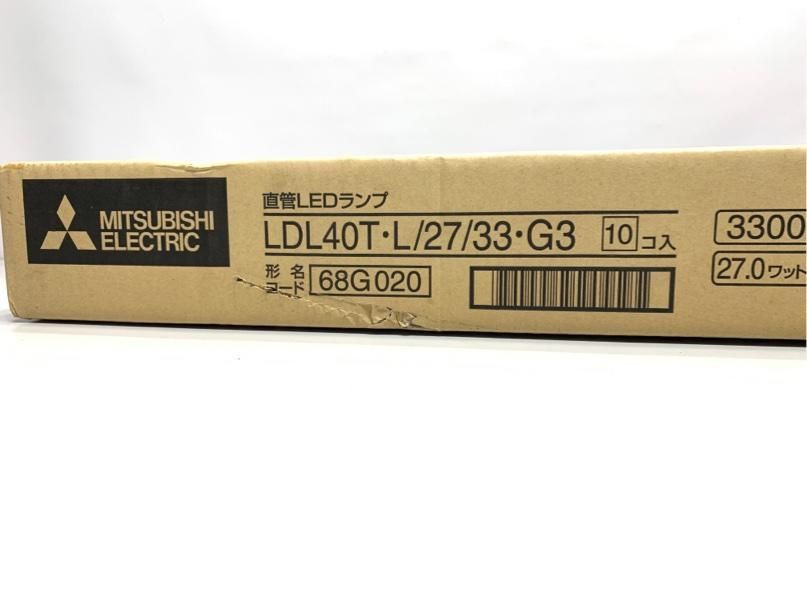 MITSUBISHI
ELECTRIC
直管LEDランプ
LDL40T・L/27/33・G3 10コ入
形名
コード 68G020
3300
27.0ワット